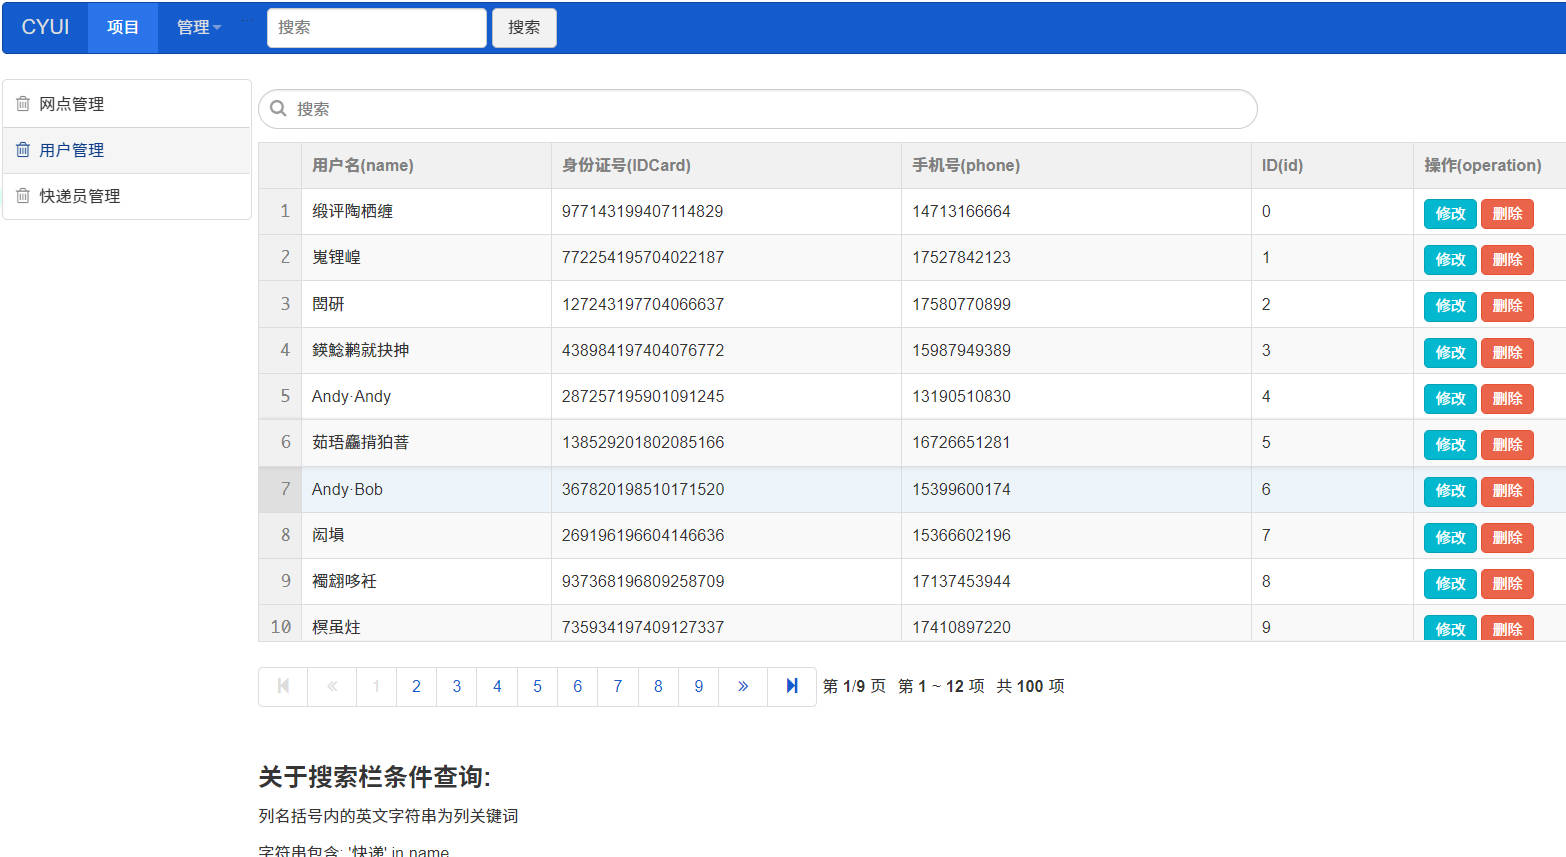 CYUI 项目 管理 搜索 搜索
网点管理
用户管理
快递员管理
搜索
用户名(name) 身份证号(IDCard) 手机号(phone) ID(id) 操作(operation)
1 缎评陶栖缠 977143199407114829 14713166664 0 修改 删除
2 嵬锂崲 772254195704022187 17527842123 1 修改 删除
3 閚研 127243197704066637 17580770899 2 修改 删除
4 就抉抻 438984197404076772 15987949389 3 修改 删除
5 Andy·Andy 287257195901091245 13190510830 4 修改 删除
6 茹珸麤揹狛菩 138529201802085166 16726651281 5 修改 删除
7 Andy·Bob 367820198510171520 15399600174 6 修改 删除
8 闳塤 269196196604146636 15366602196 7 修改 删除
9 哆衽 937368196809258709 17137453944 8 修改 删除
10 榠虽炷 735934197409127337 17410897220 9 修改 删除
« 1 2 3 4 5 6 7 8 9 » 第 1/9 页 第 1 ~ 12 项 共 100 项
关于搜索栏条件查询:
列名括号内的英文字符串为列关键词
字符串包含: '快递' in name